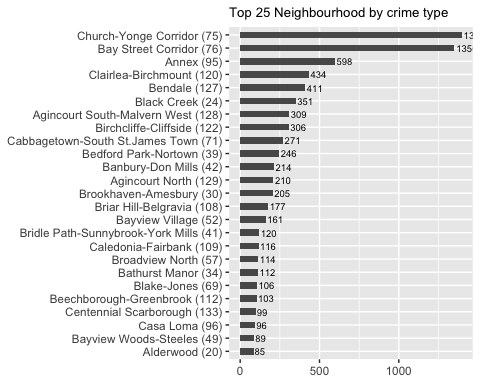 Top 25 Neighbourhood by crime type
Church-Yonge Corridor (75) 13
Bay Street Corridor (76) 135
Annex (95) 598
Clairlea-Birchmount (120) 434
Bendale (127) 411
Black Creek (24) 351
Agincourt South-Malvern West (128) 309
Birchcliffe-Cliffside (122) 306
Cabbagetown-South St.James Town (71) 271
Bedford Park-Nortown (39) 246
Banbury-Don Mills (42) 214
Agincourt North (129) 210
Brookhaven-Amesbury (30) 205
Briar Hill-Belgravia (108) 177
Bayview Village (52) 161
Bridle Path-Sunnybrook-York Mills (41) 120
Caledonia-Fairbank (109) 116
Broadview North (57) 114
Bathurst Manor (34) 112
Blake-Jones (69) 106
Beechborough-Greenbrook (112) 103
Centennial Scarborough (133) 99
Casa Loma (96) 96
Bayview Woods-Steeles (49) 89
Alderwood (20) 85
0 500 1000